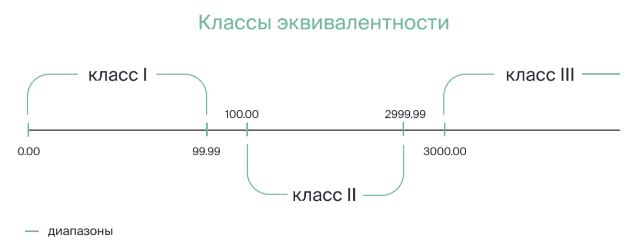 Классы эквивалентности
класс I
класс III
100.00
2999.99
0.00
99.99
3000.00
класс II
диапазоны